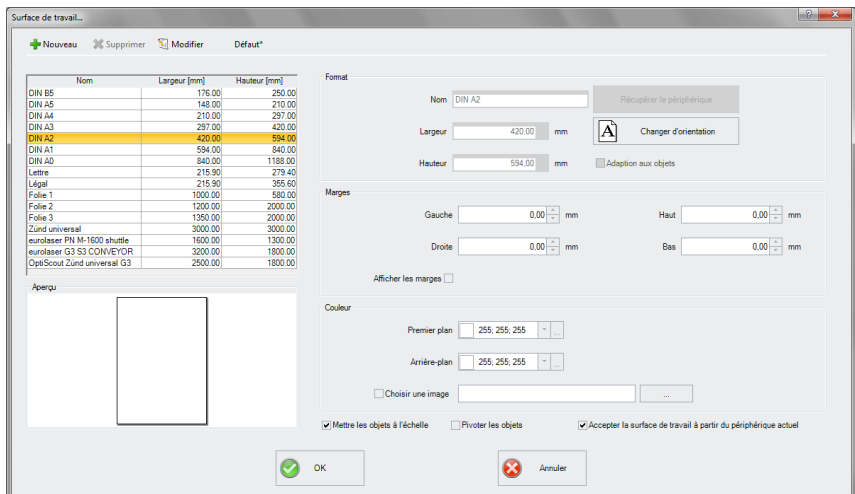 Surface de travail...
Nouveau Supprimer Modifier Défaut*
Nom Largeur [mm] Hauteur [mm]
DIN B5 176.00 250.00
DIN A5 148.00 210.00
DIN A4 210.00 297.00
DIN A3 297.00 420.00
DIN A2 420.00 594.00
DIN A1 594.00 840.00
DIN A0 840.00 1188.00
Lettre 215.90 279.40
Légal 215.90 355.60
Folie 1 1000.00 580.00
Folie 2 1200.00 2000.00
Folie 3 1350.00 2000.00
Zünd universal 3000.00 3000.00
eurolaser PN M-1600 shuttle 1600.00 1300.00
eurolaser G3 S3 CONVEYOR 3200.00 1800.00
OptiScout Zünd universal G3 2500.00 1800.00
Aperçu
Format
Nom DIN A2 Récupérer le périphérique
Largeur 420,00 mm A Changer d'orientation
Hauteur 594,00 mm Adaption aux objets
Marges
Gauche 0,00 mm Haut 0,00 mm
Droite 0,00 mm Bas 0,00 mm
Afficher les marges
Couleur
Premier plan 255; 255; 255 ...
Arrière-plan 255; 255; 255 ...
Choisir une image ...
Mettre les objets à l'échelle Pivoter les objets Accepter la surface de travail à partir du périphérique actuel
OK Annuler